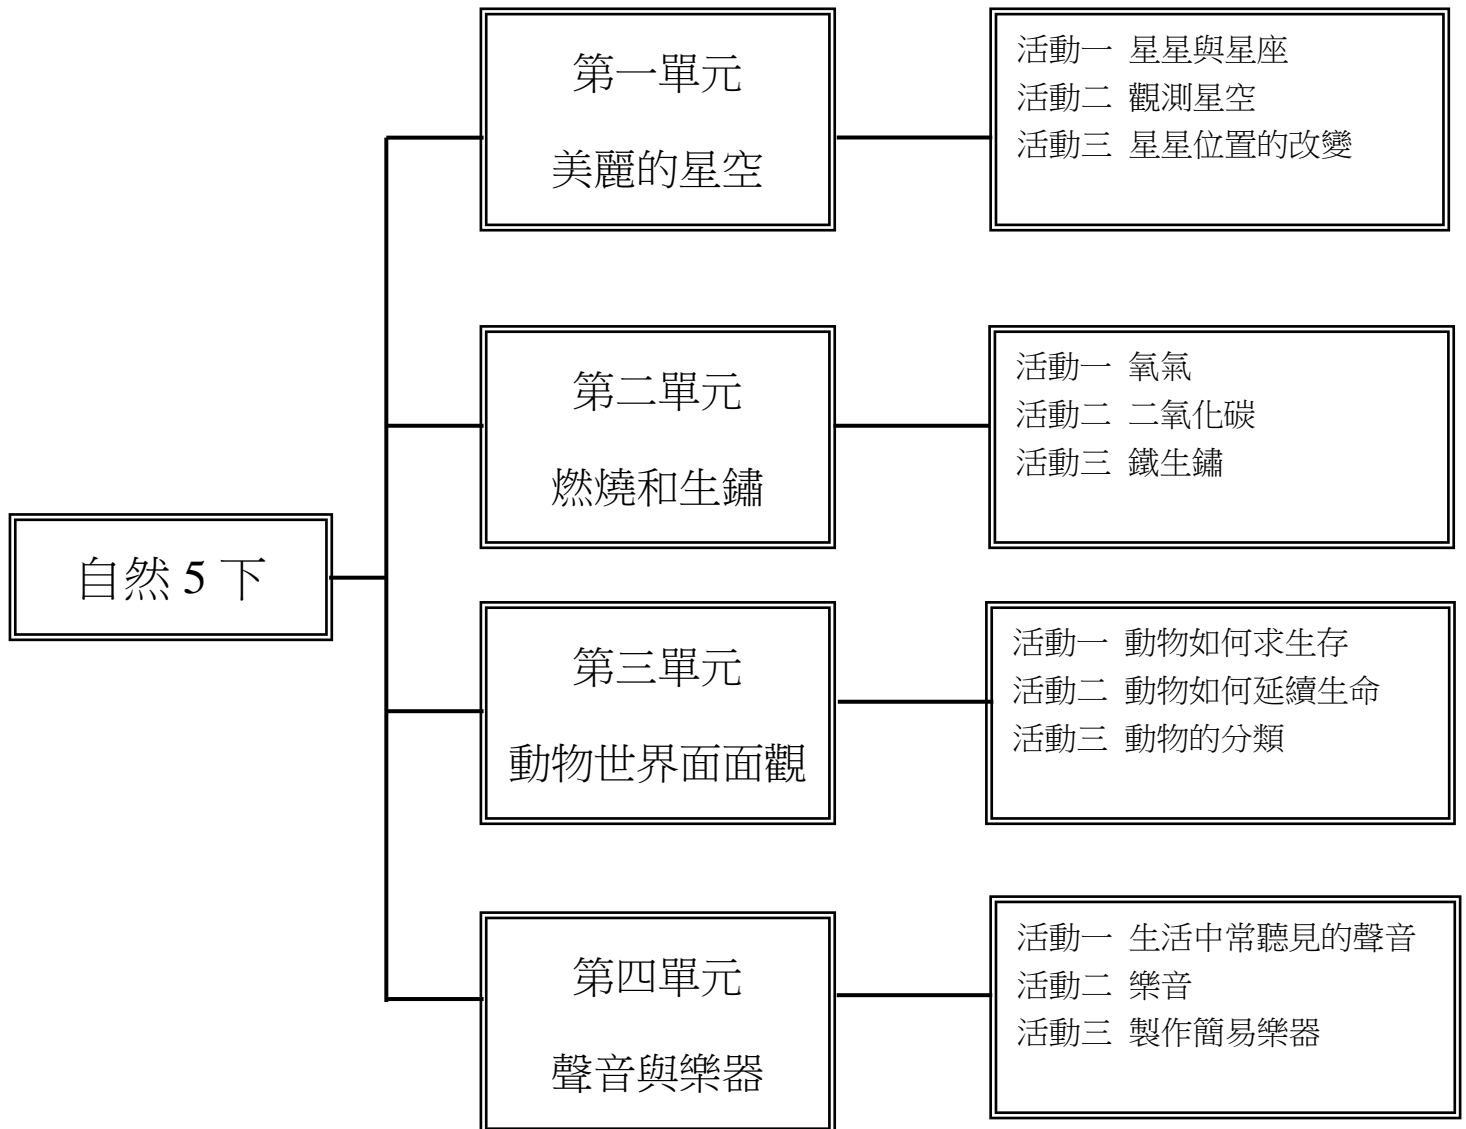 自然 5 下
第一單元
美麗的星空
活動一 星星與星座
活動二 觀測星空
活動三 星星位置的改變
第二單元
燃燒和生鏽
活動一 氧氣
活動二 二氧化碳
活動三 鐵生鏽
第三單元
動物世界面面觀
活動一 動物如何求生存
活動二 動物如何延續生命
活動三 動物的分類
第四單元
聲音與樂器
活動一 生活中常聽見的聲音
活動二 樂音
活動三 製作簡易樂器